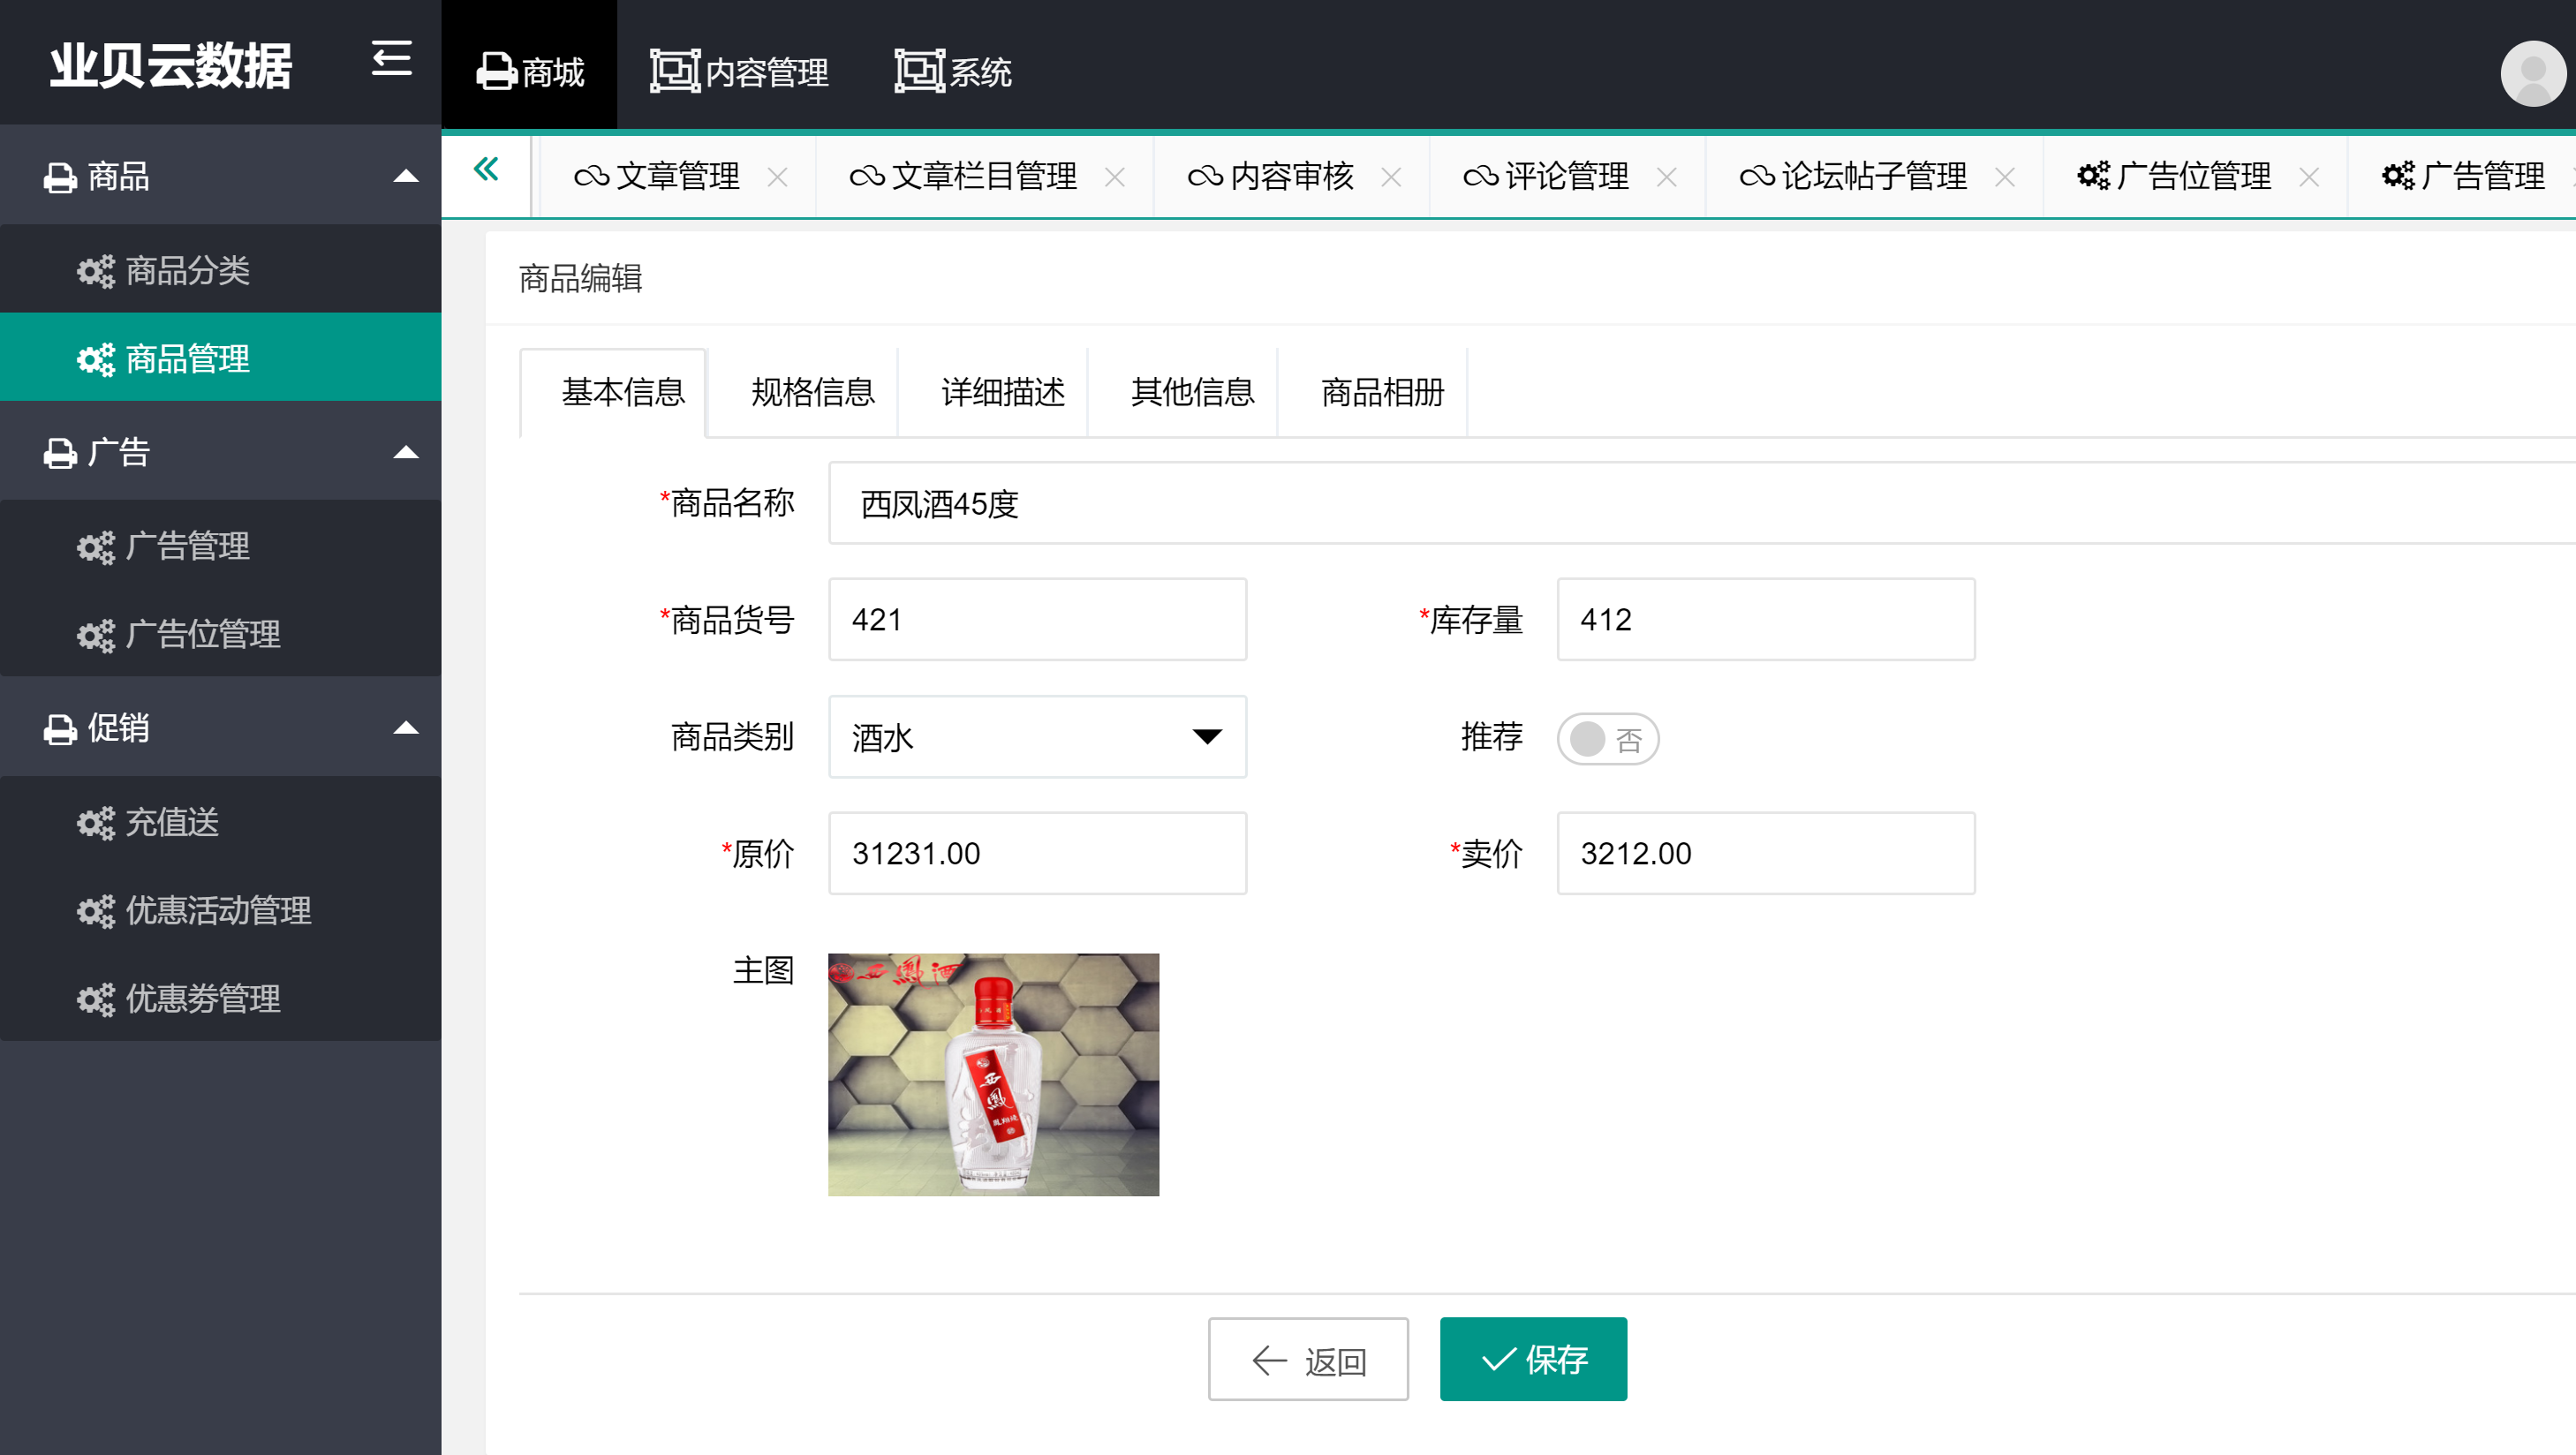 业贝云数据
商城 内容管理 系统
商品
商品分类
商品管理
广告
广告管理
广告位管理
促销
充值送
优惠活动管理
优惠劵管理
文章管理 文章栏目管理 内容审核 评论管理 论坛帖子管理 广告位管理 广告管理
商品编辑
基本信息 规格信息 详细描述 其他信息 商品相册
*商品名称 西凤酒45度
*商品货号 421 *库存量 412
商品类别 酒水 推荐 否
*原价 31231.00 *卖价 3212.00
主图
西鳳酒
西鳳
返回 保存